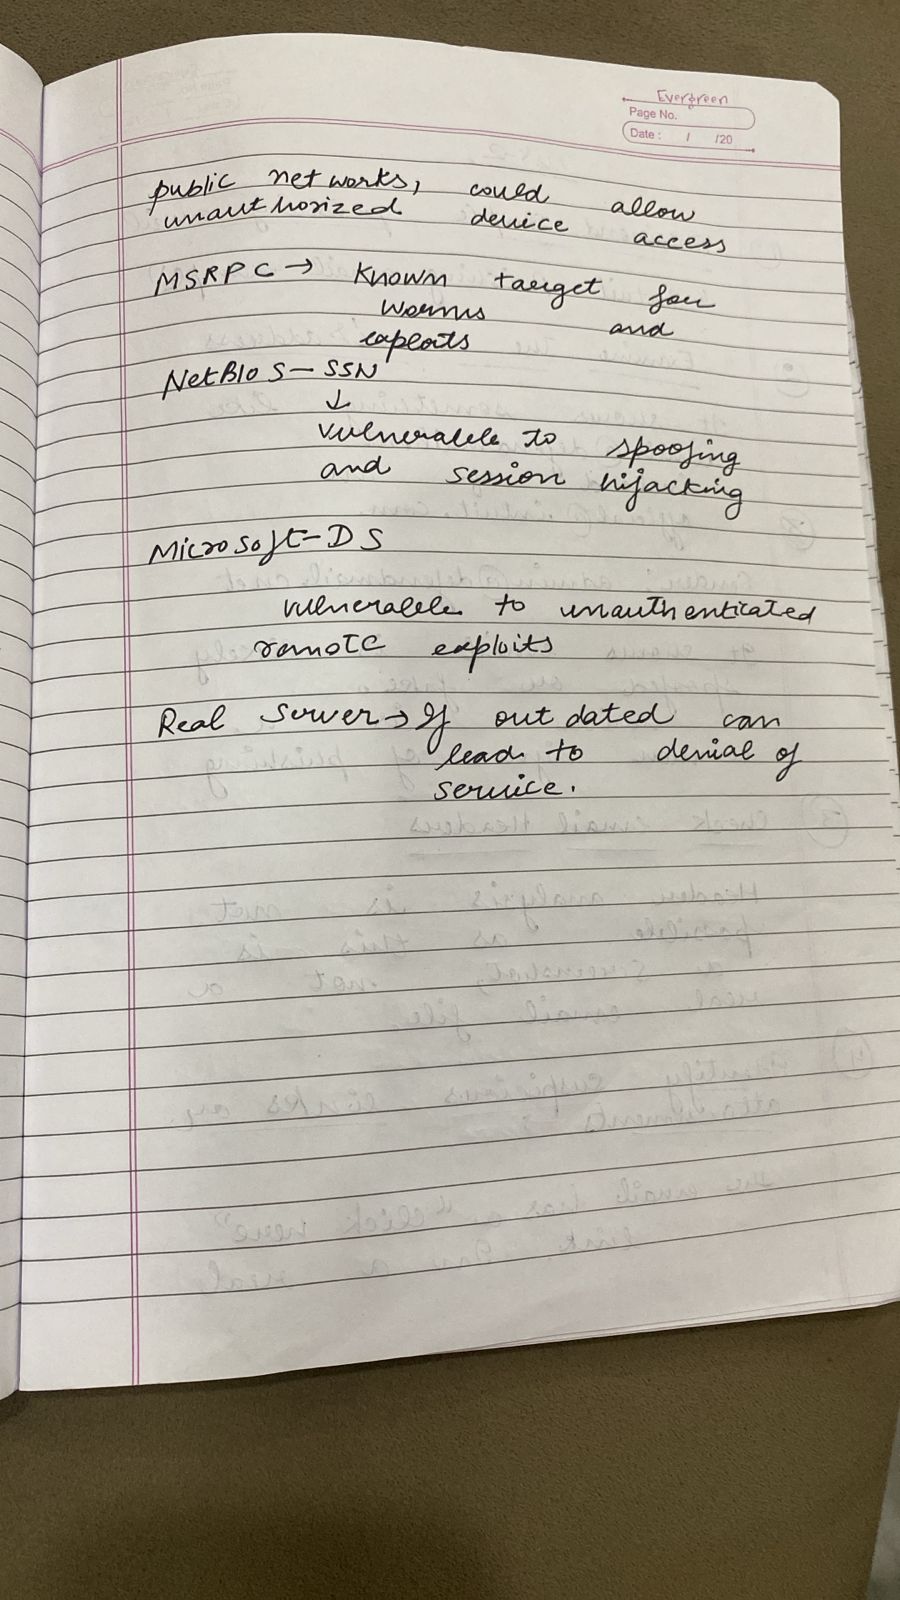 Evergreen
Page No.
Date : / /20
public networks, could allow
unauthorized device access
MSRPC → Known target for
worms and
exploits
NetBIOS-SSN
↓
vulnerable to spoofing
and session hijacking
Microsoft-DS
vulnerable to unauthenticated
remote exploits
Real Server → If outdated can
lead to denial of
service.